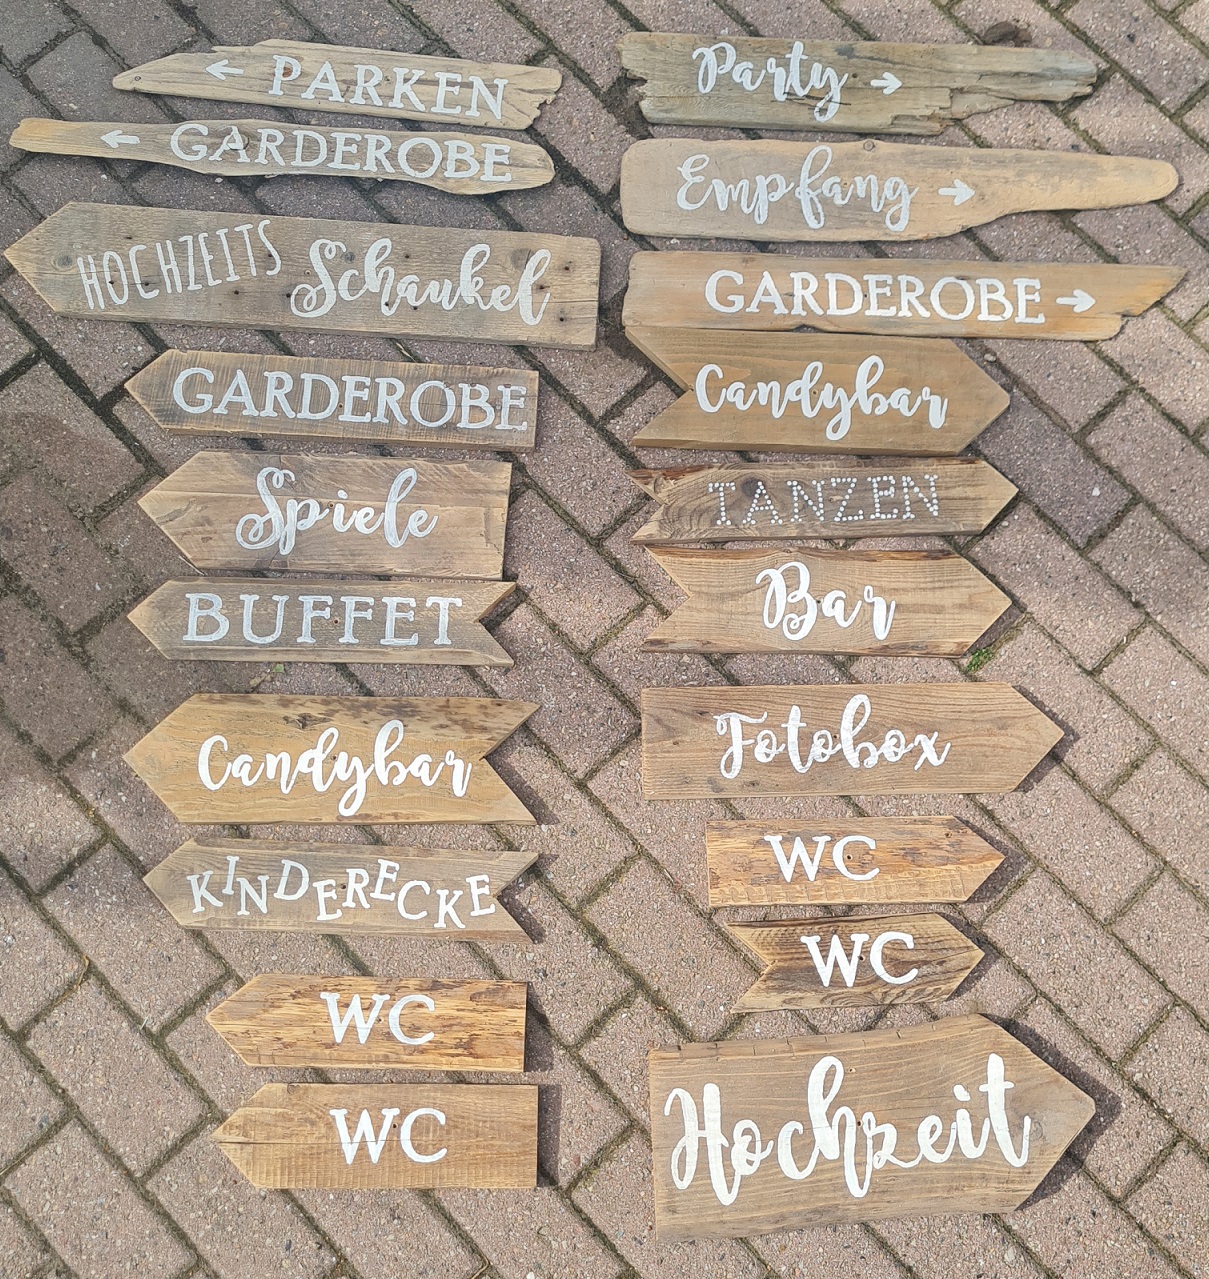 ← PARKEN
← GARDEROBE
HOCHZEITS Schaukel
GARDEROBE
Spiele
BUFFET
Candybar
KINDERECKE
WC
WC
Party →
Empfang →
GARDEROBE →
Candybar
TANZEN
Bar
Fotobox
WC
WC
Hochzeit